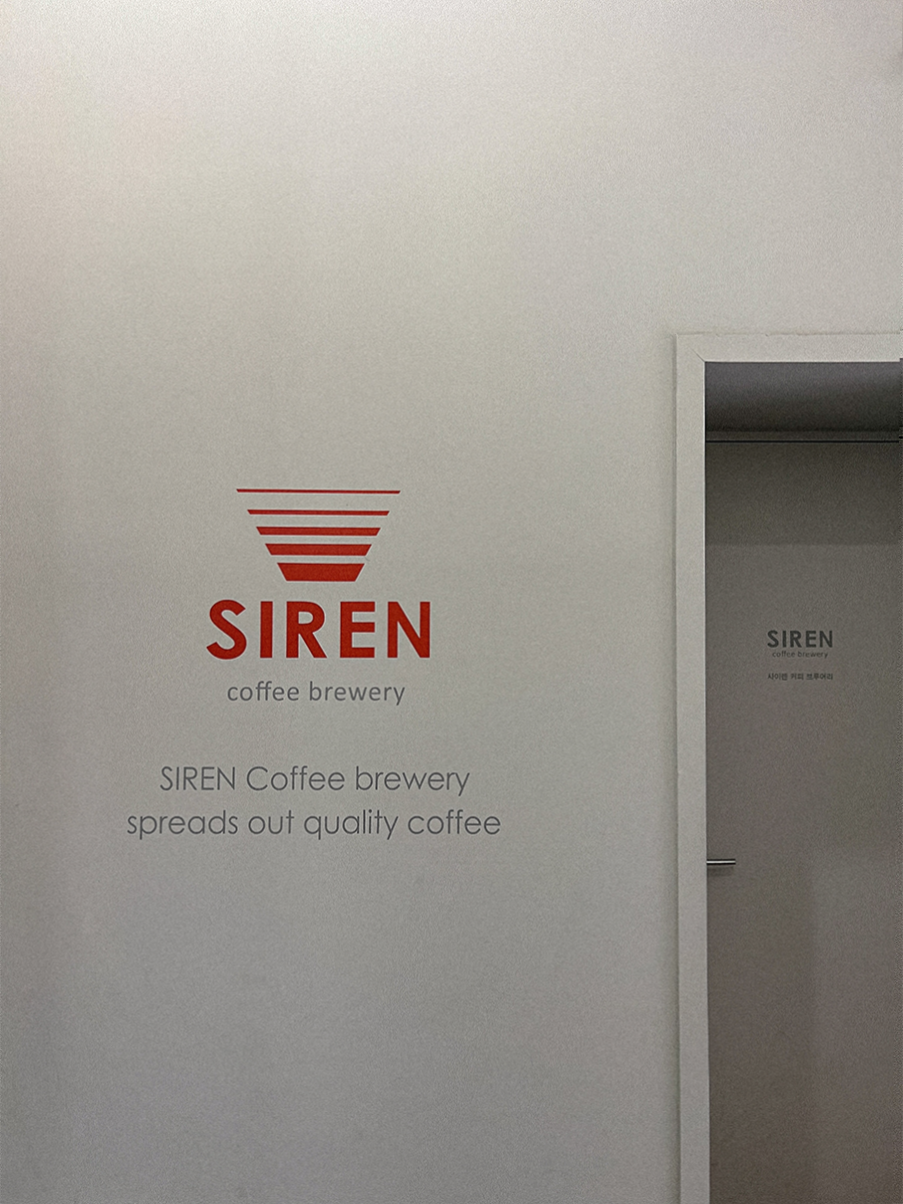 SIREN
coffee brewery
SIREN Coffee brewery
spreads out quality coffee
SIREN
coffee brewery
사이렌 커피 브루어리